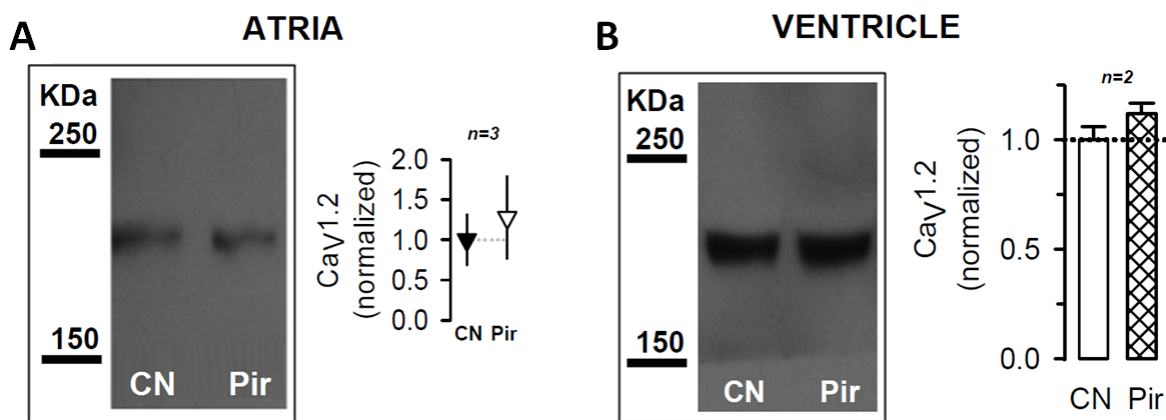 A
ATRIA
KDa
250
150
CN Pir
n=3
CaV1.2
(normalized)
2.0
1.5
1.0
0.5
0.0
CN Pir
B
VENTRICLE
KDa
250
150
CN Pir
n=2
CaV1.2
(normalized)
1.0
0.5
0.0
CN Pir